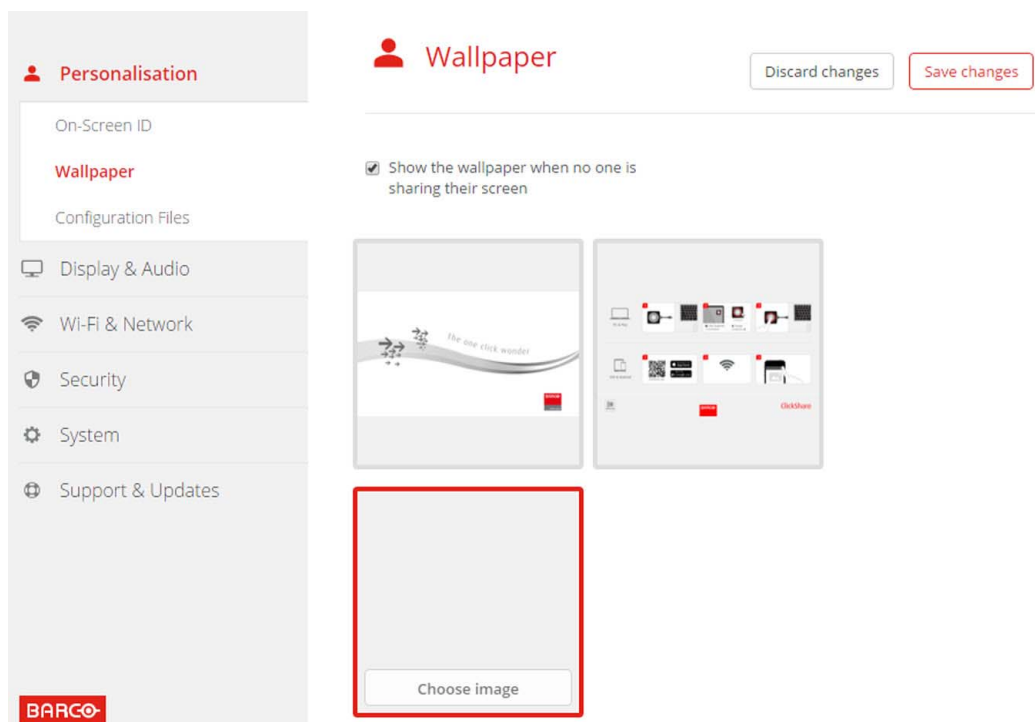 Personalisation
On-Screen ID
Wallpaper
Configuration Files
Display & Audio
Wi-Fi & Network
Security
System
Support & Updates
BARCO
Wallpaper
Discard changes
Save changes
Show the wallpaper when no one is
sharing their screen
The one click wonder
ClickShare
Choose image